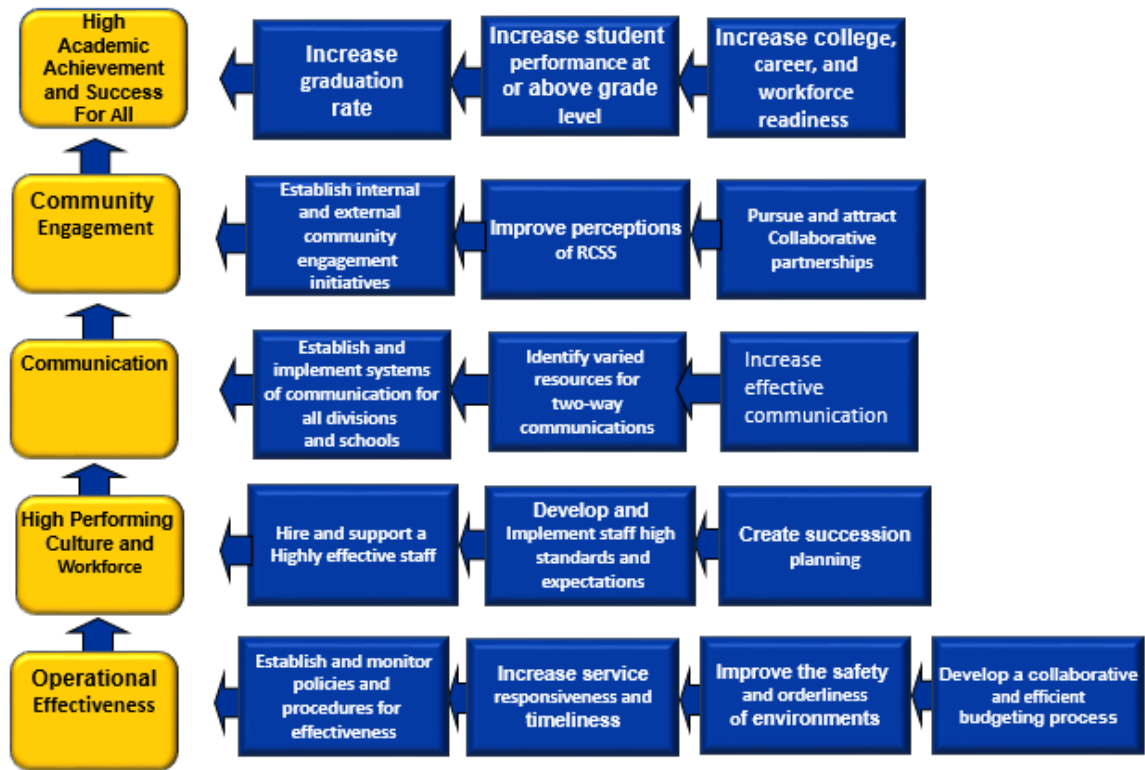 High
Academic
Achievement
and Success
For All
Increase
graduation
rate
Increase student
performance at
or above grade
level
Increase college,
career, and
workforce
readiness
Community
Engagement
Establish internal
and external
community
engagement
initiatives
Improve perceptions
of RCSS
Pursue and attract
Collaborative
partnerships
Communication
Establish and
implement systems
of communication for
all divisions
and schools
Identify varied
resources for
two-way
communications
Increase
effective
communication
High Performing
Culture and
Workforce
Hire and support a
Highly effective staff
Develop and
Implement staff high
standards and
expectations
Create succession
planning
Operational
Effectiveness
Establish and monitor
policies and
procedures for
effectiveness
Increase service
responsiveness and
timeliness
Improve the safety
and orderliness
of environments
Develop a collaborative
and efficient
budgeting process